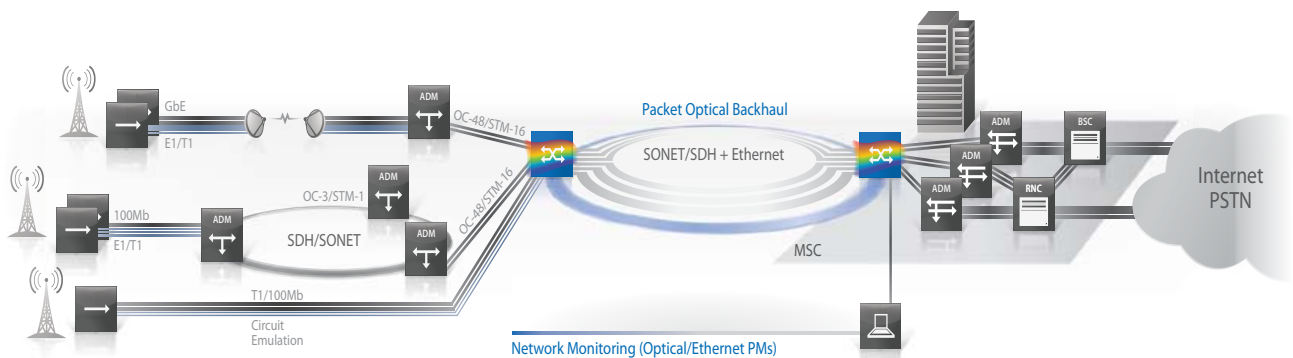 GbE
E1/T1
ADM
OC-48/STM-16
100Mb
E1/T1
ADM
OC-3/STM-1
ADM
SDH/SONET
ADM
OC-48/STM-16
T1/100Mb
Circuit
Emulation
Packet Optical Backhaul
SONET/SDH + Ethernet
ADM
ADM
ADM
BSC
RNC
MSC
Internet
PSTN
Network Monitoring (Optical/Ethernet PMs)